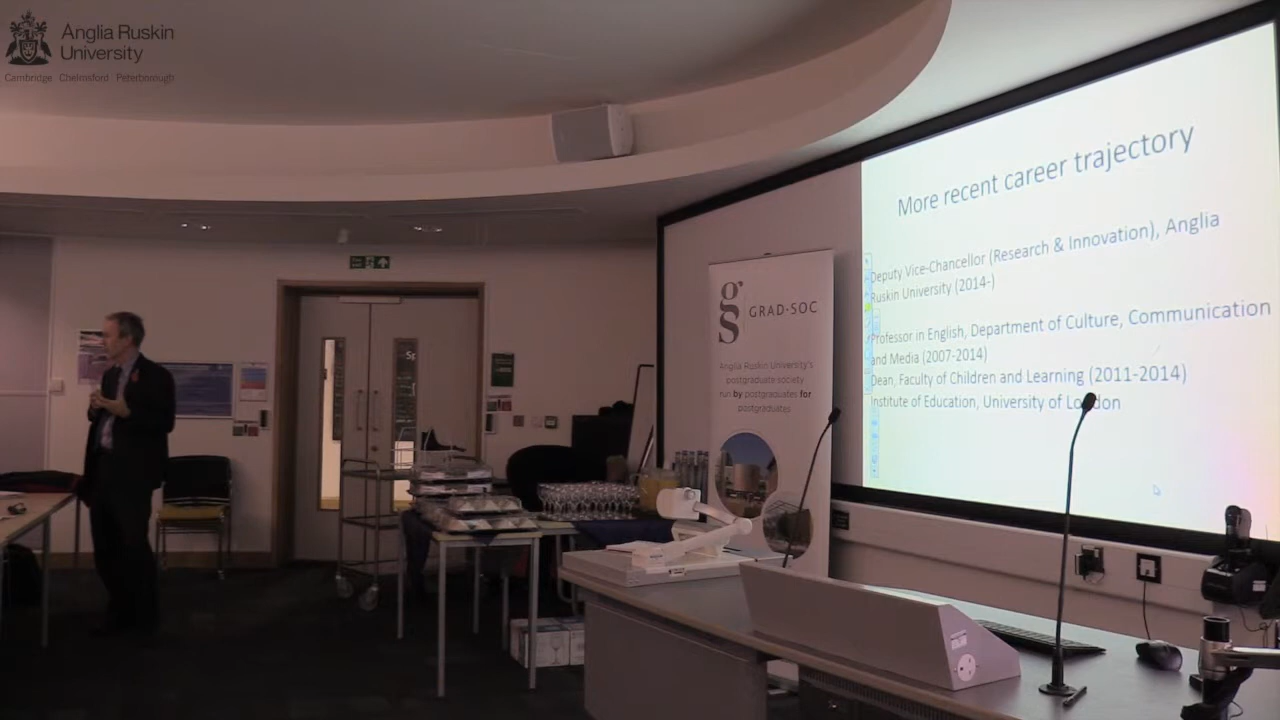 Anglia Ruskin
University
Cambridge Chelmsford Peterborough
More recent career trajectory
Deputy Vice-Chancellor (Research & Innovation), Anglia
Ruskin University (2014-)
Professor in English, Department of Culture, Communication
and Media (2007-2014)
Dean, Faculty of Children and Learning (2011-2014)
Institute of Education, University of London
gs GRAD-SOC
Anglia Ruskin University's
postgraduate society
run by postgraduates for
postgraduates